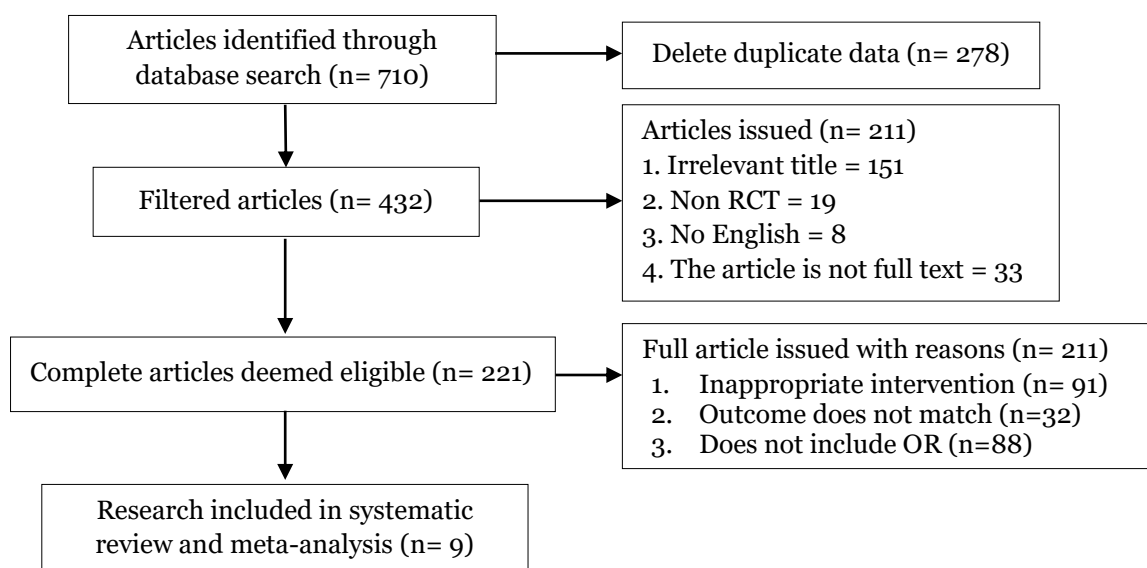 Articles identified through
database search (n= 710)
Delete duplicate data (n= 278)
Filtered articles (n= 432)
Articles issued (n= 211)
1. Irrelevant title = 151
2. Non RCT = 19
3. No English = 8
4. The article is not full text = 33
Complete articles deemed eligible (n= 221)
Full article issued with reasons (n= 211)
1. Inappropriate intervention (n= 91)
2. Outcome does not match (n=32)
3. Does not include OR (n=88)
Research included in systematic
review and meta-analysis (n= 9)